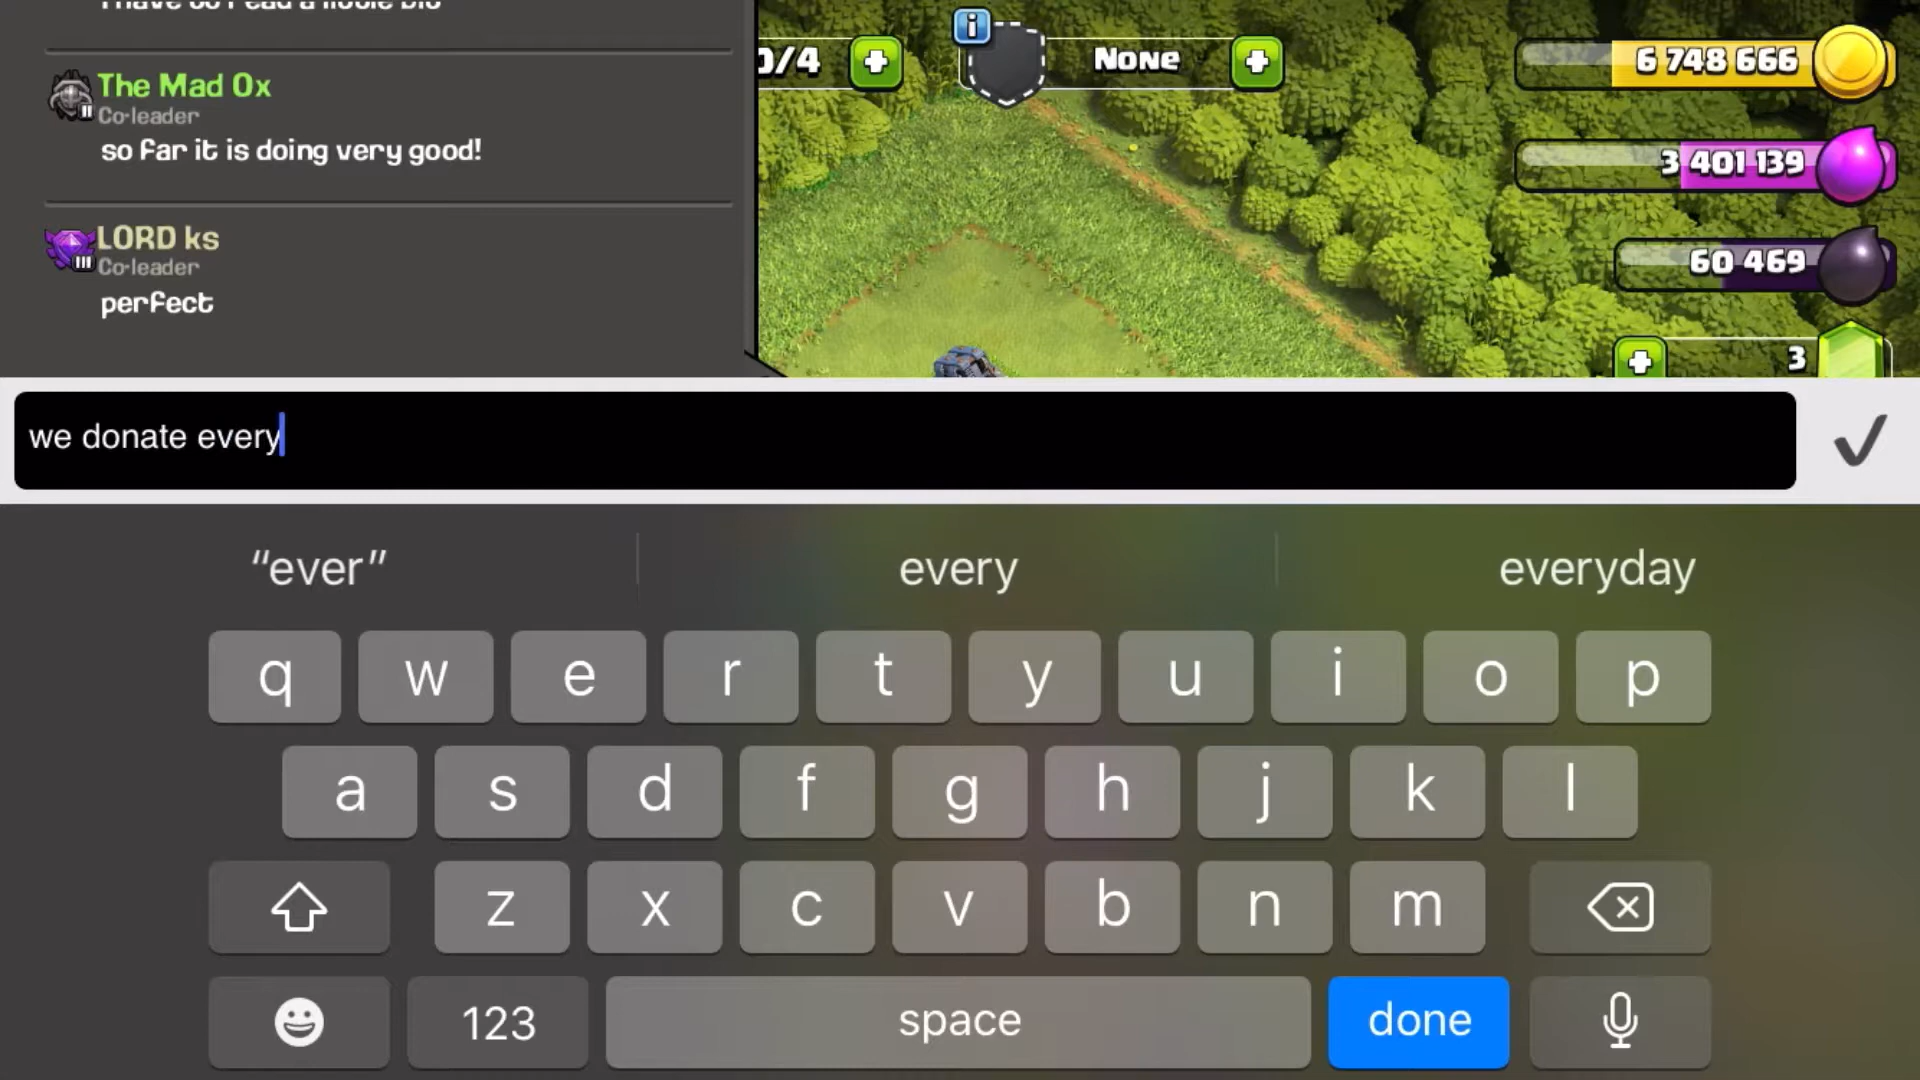 The Mad Ox
Co-leader
so far it is doing very good!
LORD ks
Co-leader
perfect
/4
None
6 748 666
3 401 139
60 469
3
we donate every
“ever”
every
everyday
q w e r t y u i o p
a s d f g h j k l
z x c v b n m
123
space
done